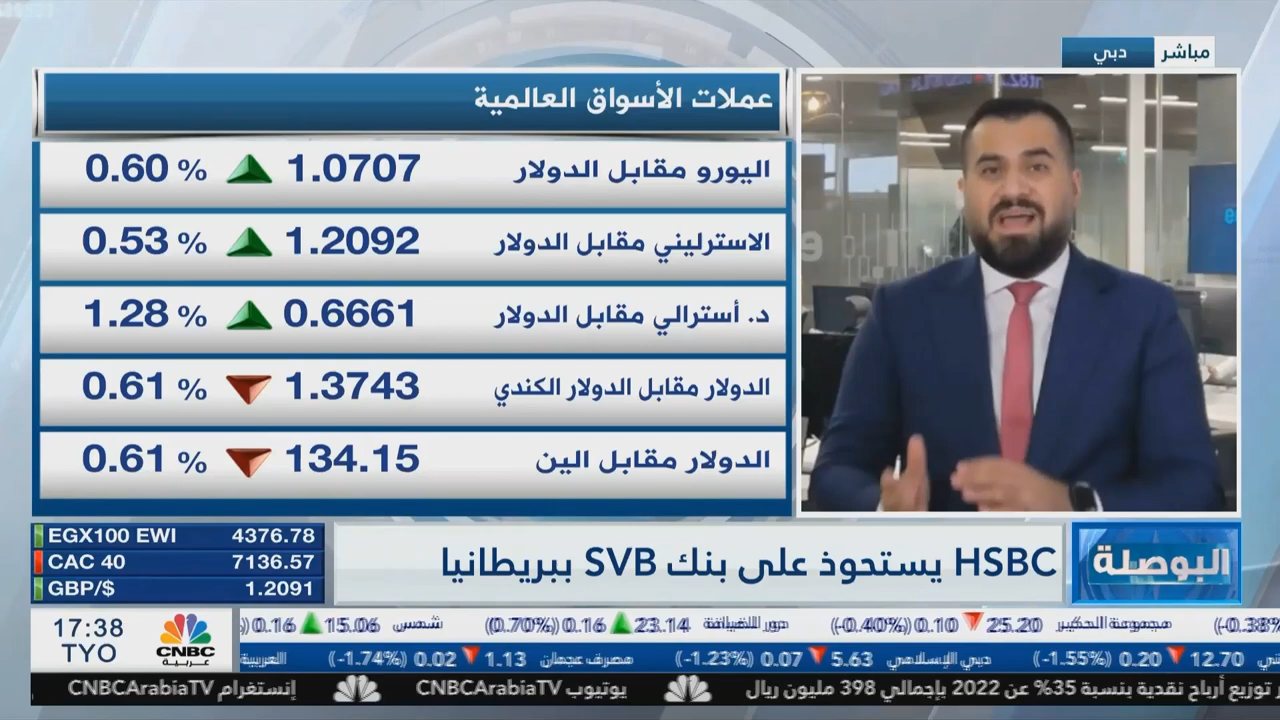 مباشر دبي
عملات الأسواق العالمية
اليورو مقابل الدولار 1.0707 0.60 %
الاسترليني مقابل الدولار 1.2092 0.53 %
د. أسترالي مقابل الدولار 0.6661 1.28 %
الدولار مقابل الدولار الكندي 1.3743 0.61 %
الدولار مقابل الين 134.15 0.61 %
البوصلة
HSBC يستحوذ على بنك SVB ببريطانيا
EGX100 EWI 4376.78
CAC 40 7136.57
GBP/$ 1.2091
17:38
TYO
CNBC
عربية
(-0.38% مجموعة الحكير 25.20 0.10 (-0.40%) دور للضيافة 23.14 0.16 (0.70%) شمس 15.06 0.16
12.70 0.20 (-1.55%) دبي الإسلامي 5.63 0.07 (-1.23%) مصرف عجمان 1.13 0.02 (-1.74%) العربية
توزيع أرباح نقدية بنسبة 35% عن 2022 بإجمالي 398 مليون ريال يوتيوب CNBCArabiaTV إنستغرام CNBCArabiaTV